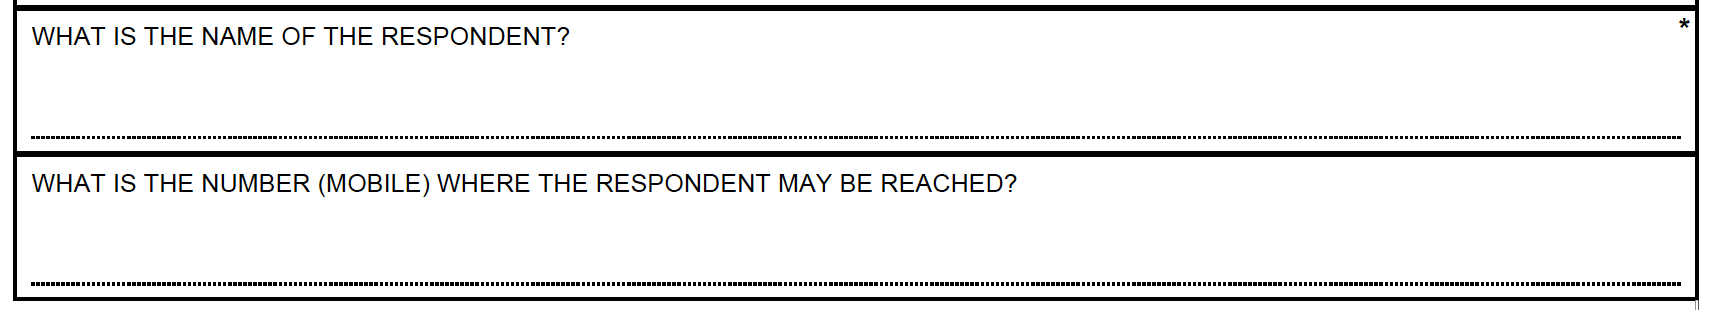 WHAT IS THE NAME OF THE RESPONDENT? *
WHAT IS THE NUMBER (MOBILE) WHERE THE RESPONDENT MAY BE REACHED?